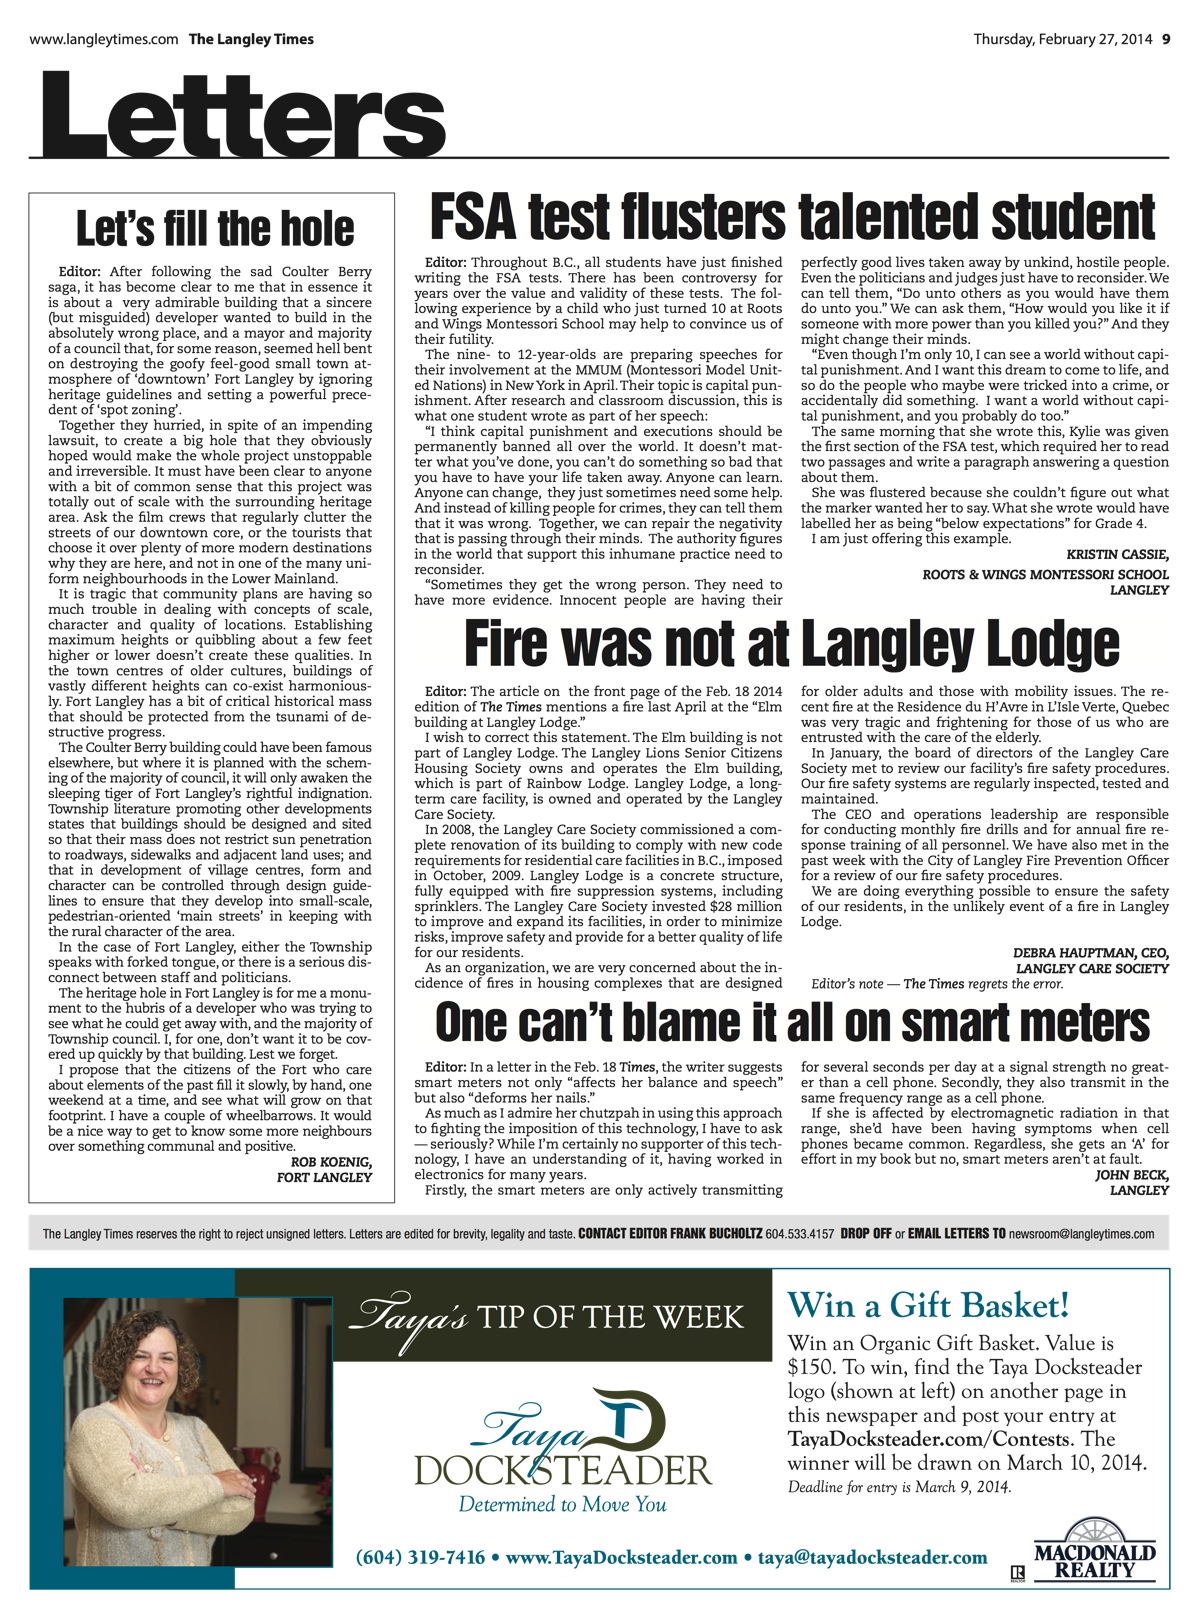 www.langleytimes.com The Langley Times
Thursday, February 27, 2014 9
Letters
Let's fill the hole
Editor: After following the sad Coulter Berry
saga, it has become clear to me that in essence it
is about a very admirable building that a sincere
(but misguided) developer wanted to build in the
absolutely wrong place, and a mayor and majority
of a council that, for some reason, seemed hell bent
on destroying the goofy feel-good small town at-
mosphere of 'downtown' Fort Langley by ignoring
heritage guidelines and setting a powerful prece-
dent of 'spot zoning'.
Together they hurried, in spite of an impending
lawsuit, to create a big hole that they obviously
hoped would make the whole project unstoppable
and irreversible. It must have been clear to anyone
with a bit of common sense that this project was
totally out of scale with the surrounding heritage
area. Ask the film crews that regularly clutter the
streets of our downtown core, or the tourists that
choose it over plenty of more modern destinations
why they are here, and not in one of the many uni-
form neighbourhoods in the Lower Mainland.
It is tragic that community plans are having so
much trouble in dealing with concepts of scale,
character and quality of locations. Establishing
maximum heights or quibbling about a few feet
higher or lower doesn't create these qualities. In
the town centres of older cultures, buildings of
vastly different heights can co-exist harmonious-
ly. Fort Langley has a bit of critical historical mass
that should be protected from the tsunami of de-
structive progress.
The Coulter Berry building could have been famous
elsewhere, but where it is planned with the schem-
ing of the majority of council, it will only awaken the
sleeping tiger of Fort Langley's rightful indignation.
Township literature promoting other developments
states that buildings should be designed and sited
so that their mass does not restrict sun penetration
to roadways, sidewalks and adjacent land uses; and
that in development of village centres, form and
character can be controlled through design guide-
lines to ensure that they develop into small-scale,
pedestrian-oriented 'main streets' in keeping with
the rural character of the area.
In the case of Fort Langley, either the Township
speaks with forked tongue, or there is a serious dis-
connect between staff and politicians.
The heritage hole in Fort Langley is for me a monu-
ment to the hubris of a developer who was trying to
see what he could get away with, and the majority of
Township council. I, for one, don't want it to be cov-
ered up quickly by that building. Lest we forget.
I propose that the citizens of the Fort who care
about elements of the past fill it slowly, by hand, one
weekend at a time, and see what will grow on that
footprint. I have a couple of wheelbarrows. It would
be a nice way to get to know some more neighbours
over something communal and positive.
ROB KOENIG,
FORT LANGLEY
FSA test flusters talented student
Editor: Throughout B.C., all students have just finished
writing the FSA tests. There has been controversy for
years over the value and validity of these tests. The fol-
lowing experience by a child who just turned 10 at Roots
and Wings Montessori School may help to convince us of
their futility.
The nine- to 12-year-olds are preparing speeches for
their involvement at the MMUM (Montessori Model Unit-
ed Nations) in New York in April. Their topic is capital pun-
ishment. After research and classroom discussion, this is
what one student wrote as part of her speech:
"I think capital punishment and executions should be
permanently banned all over the world. It doesn't mat-
ter what you've done, you can't do something so bad that
you have to have your life taken away. Anyone can learn.
Anyone can change, they just sometimes need some help.
And instead of killing people for crimes, they can tell them
that it was wrong. Together, we can repair the negativity
that is passing through their minds. The authority figures
in the world that support this inhumane practice need to
reconsider.
"Sometimes they get the wrong person. They need to
have more evidence. Innocent people are having their
perfectly good lives taken away by unkind, hostile people.
Even the politicians and judges just have to reconsider. We
can tell them, "Do unto others as you would have them
do unto you." We can ask them, "How would you like it if
someone with more power than you killed you?" And they
might change their minds.
"Even though I'm only 10, I can see a world without capi-
tal punishment. And I want this dream to come to life, and
so do the people who maybe were tricked into a crime, or
accidentally did something. I want a world without capi-
tal punishment, and you probably do too."
The same morning that she wrote this, Kylie was given
the first section of the FSA test, which required her to read
two passages and write a paragraph answering a question
about them.
She was flustered because she couldn't figure out what
the marker wanted her to say. What she wrote would have
labelled her as being "below expectations" for Grade 4.
I am just offering this example.
KRISTIN CASSIE,
ROOTS & WINGS MONTESSORI SCHOOL
LANGLEY
Fire was not at Langley Lodge
Editor: The article on the front page of the Feb. 18 2014
edition of The Times mentions a fire last April at the "Elm
building at Langley Lodge."
I wish to correct this statement. The Elm building is not
part of Langley Lodge. The Langley Lions Senior Citizens
Housing Society owns and operates the Elm building,
which is part of Rainbow Lodge. Langley Lodge, a long-
term care facility, is owned and operated by the Langley
Care Society.
In 2008, the Langley Care Society commissioned a com-
plete renovation of its building to comply with new code
requirements for residential care facilities in B.C., imposed
in October, 2009. Langley Lodge is a concrete structure,
fully equipped with fire suppression systems, including
sprinklers. The Langley Care Society invested $28 million
to improve and expand its facilities, in order to minimize
risks, improve safety and provide for a better quality of life
for our residents.
As an organization, we are very concerned about the in-
cidence of fires in housing complexes that are designed
for older adults and those with mobility issues. The re-
cent fire at the Residence du H'Avre in L'Isle Verte, Quebec
was very tragic and frightening for those of us who are
entrusted with the care of the elderly.
In January, the board of directors of the Langley Care
Society met to review our facility's fire safety procedures.
Our fire safety systems are regularly inspected, tested and
maintained.
The CEO and operations leadership are responsible
for conducting monthly fire drills and for annual fire re-
sponse training of all personnel. We have also met in the
past week with the City of Langley Fire Prevention Officer
for a review of our fire safety procedures.
We are doing everything possible to ensure the safety
of our residents, in the unlikely event of a fire in Langley
Lodge.
DEBRA HAUPTMAN, CEO,
LANGLEY CARE SOCIETY
Editor's note — The Times regrets the error.
One can't blame it all on smart meters
Editor: In a letter in the Feb. 18 Times, the writer suggests
smart meters not only "affects her balance and speech"
but also "deforms her nails."
As much as I admire her chutzpah in using this approach
to fighting the imposition of this technology, I have to ask
— seriously? While I'm certainly no supporter of this tech-
nology, I have an understanding of it, having worked in
electronics for many years.
Firstly, the smart meters are only actively transmitting
for several seconds per day at a signal strength no great-
er than a cell phone. Secondly, they also transmit in the
same frequency range as a cell phone.
If she is affected by electromagnetic radiation in that
range, she'd have been having symptoms when cell
phones became common. Regardless, she gets an 'A' for
effort in my book but no, smart meters aren't at fault.
JOHN BECK,
LANGLEY
The Langley Times reserves the right to reject unsigned letters. Letters are edited for brevity, legality and taste. CONTACT EDITOR FRANK BUCHOLTZ 604.533.4157 DROP OFF or EMAIL LETTERS TO newsroom@langleytimes.com
Taya's TIP OF THE WEEK
Taya D
DOCKSTEADER
Determined to Move You
Win a Gift Basket!
Win an Organic Gift Basket. Value is
$150. To win, find the Taya Docksteader
logo (shown at left) on another page in
this newspaper and post your entry at
TayaDocksteader.com/Contests. The
winner will be drawn on March 10, 2014.
Deadline for entry is March 9, 2014.
(604) 319-7416 • www.TayaDocksteader.com • taya@tayadocksteader.com
R
REALTOR
MACDONALD
REALTY